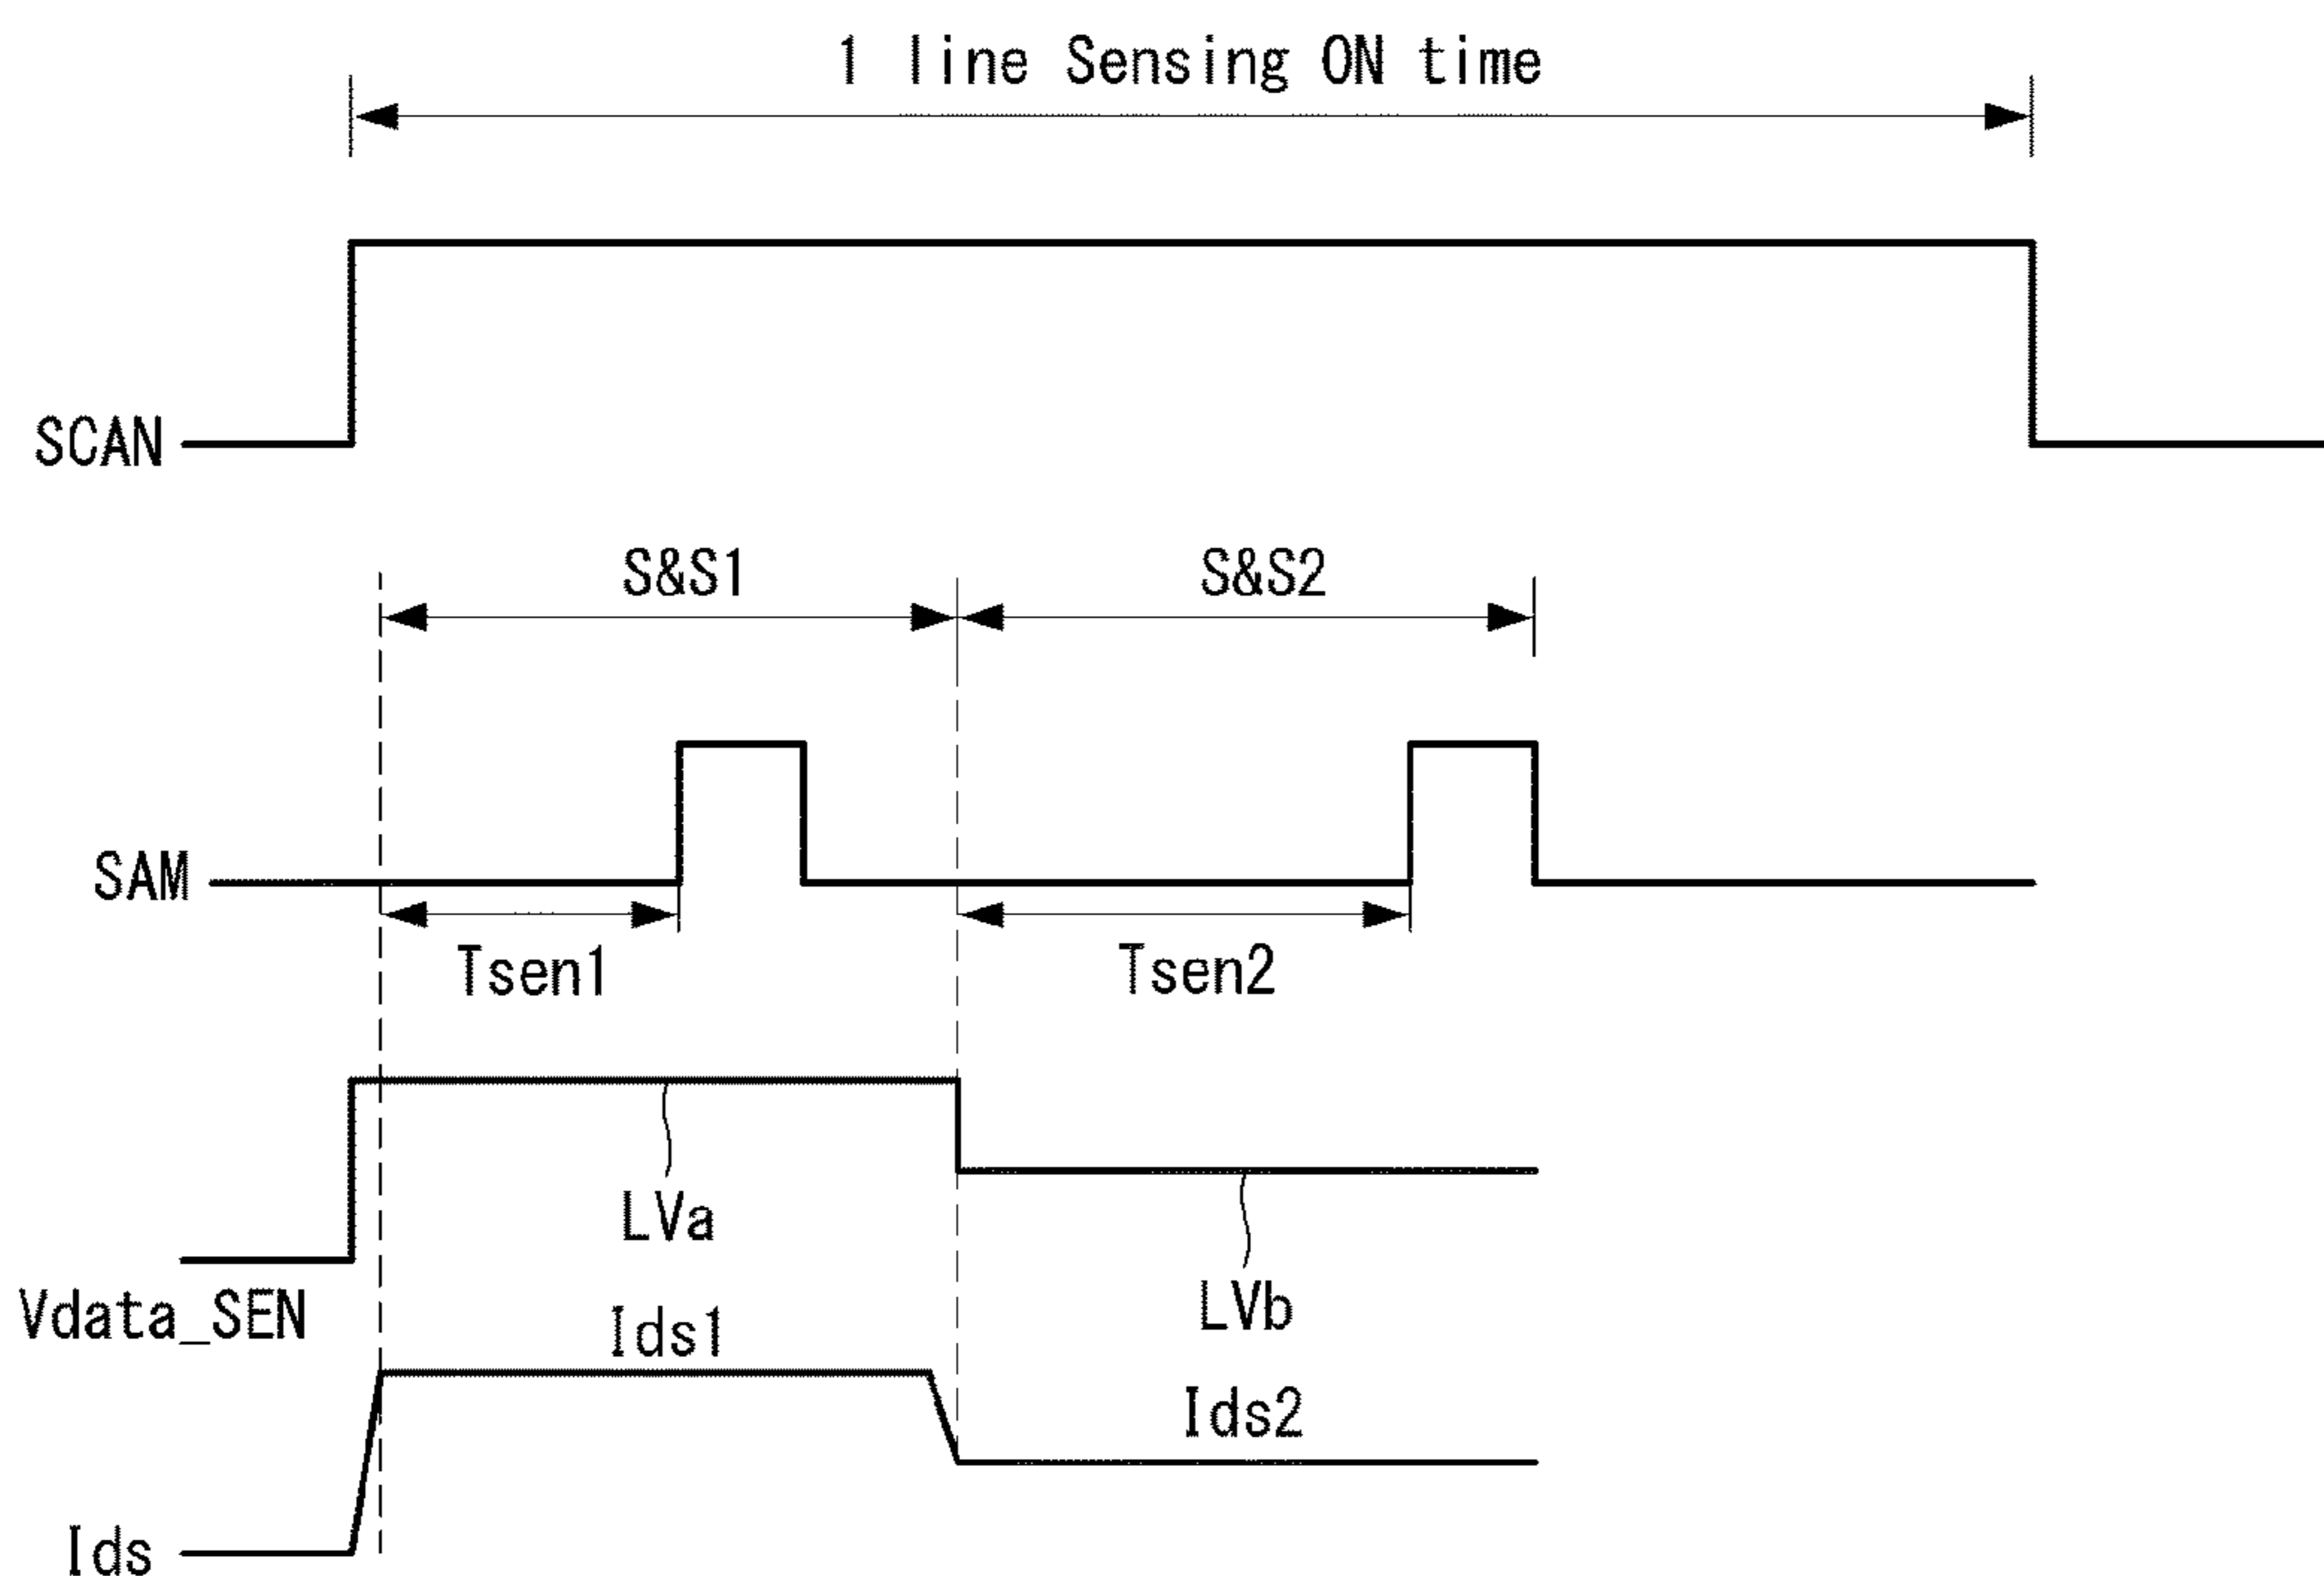 1 line Sensing ON time
SCAN
S&S1
S&S2
SAM
Tsen1
Tsen2
LVa
Vdata_SEN
LVb
Ids1
Ids2
Ids